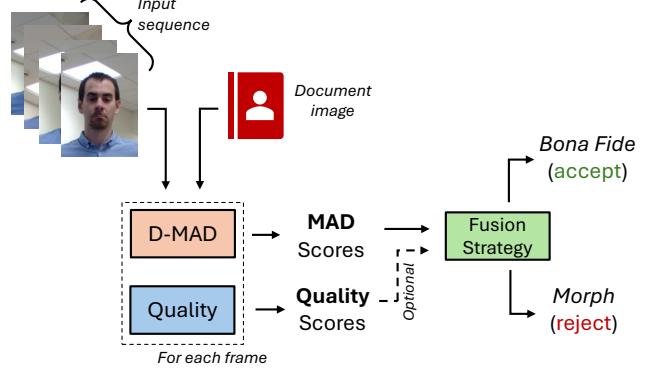 Input
sequence
Document
image
Bona Fide
(accept)
D-MAD
MAD
Scores
Fusion
Strategy
Quality
Quality
Scores
Optional
Morph
(reject)
For each frame